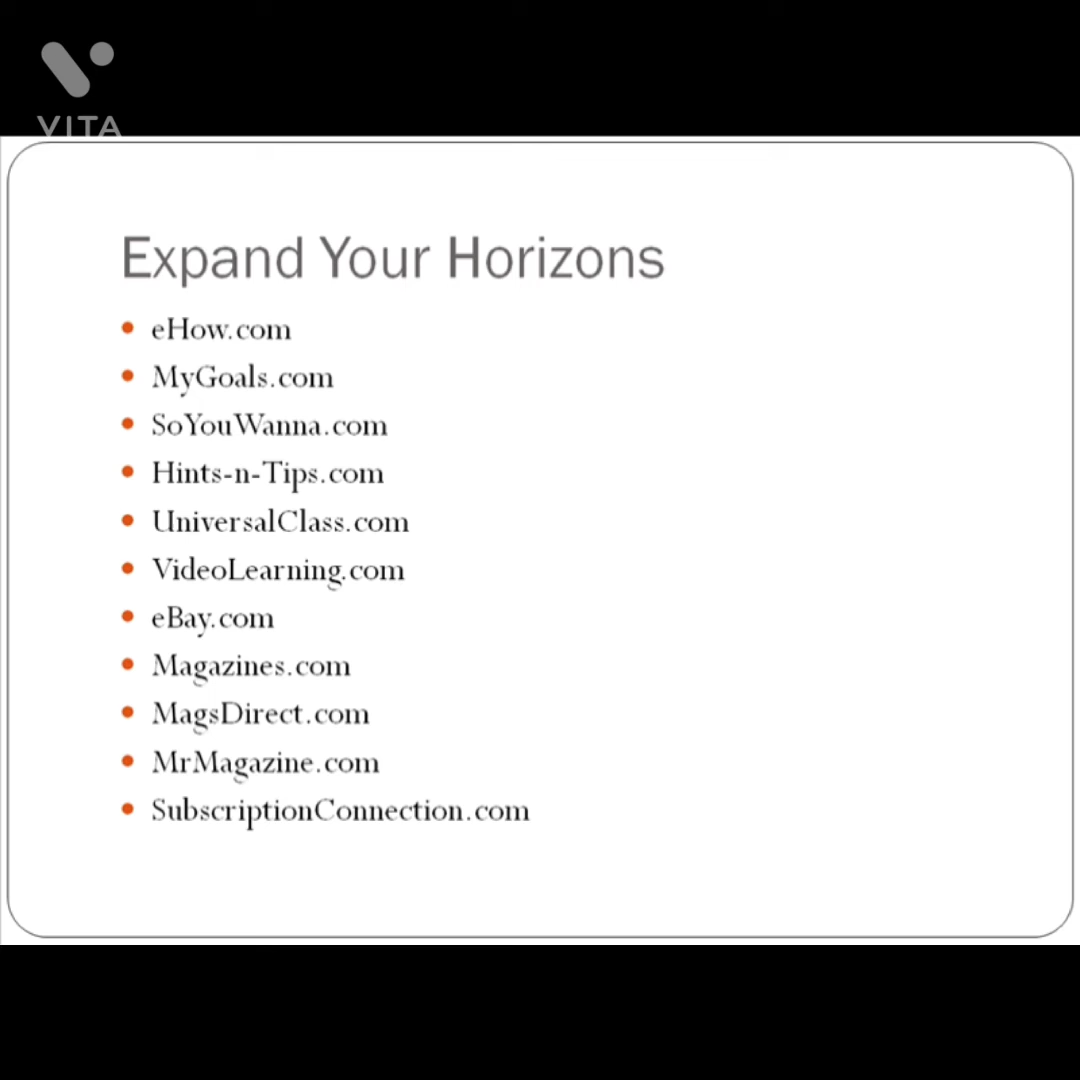 VITA
Expand Your Horizons
eHow.com
MyGoals.com
SoYouWanna.com
Hints-n-Tips.com
UniversalClass.com
VideoLearning.com
eBay.com
Magazines.com
MagsDirect.com
MrMagazine.com
SubscriptionConnection.com